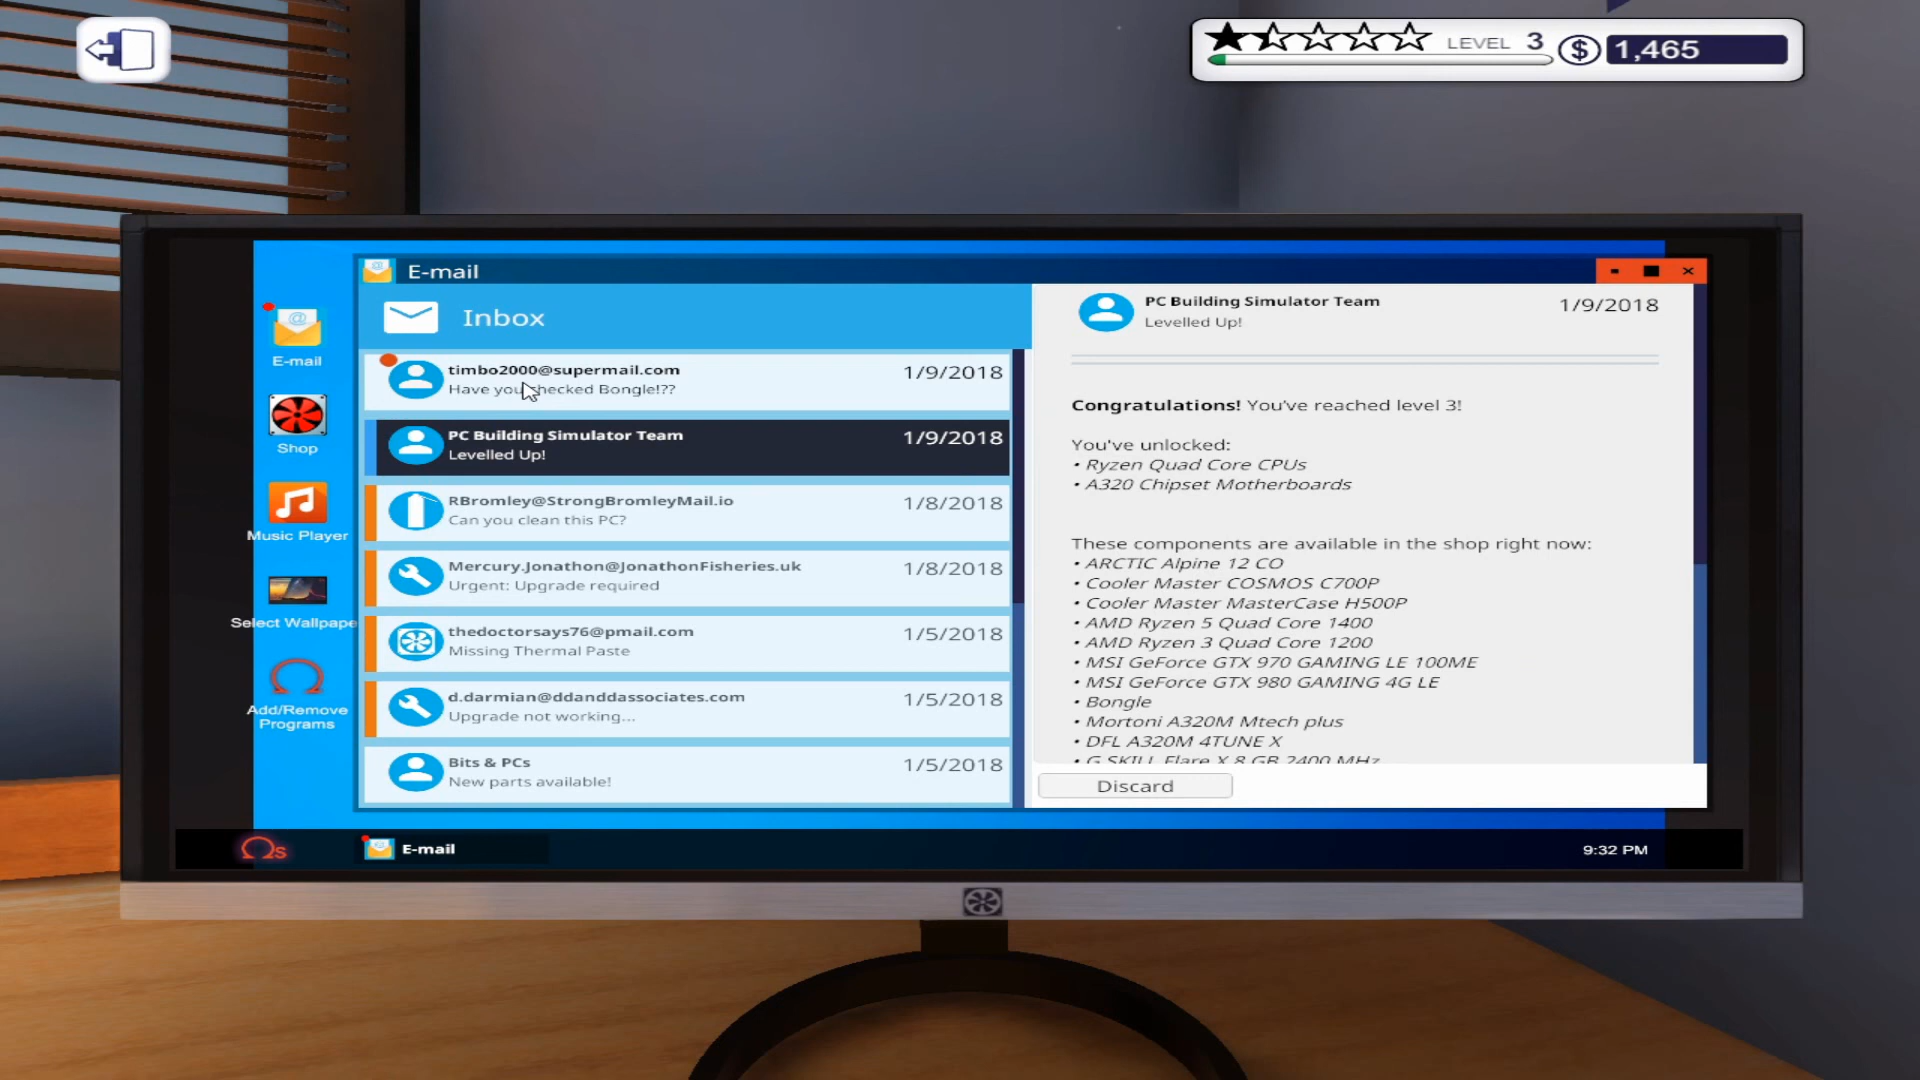 LEVEL 3
$ 1,465
E-mail
Inbox
E-mail
Shop
Music Player
Select Wallpape
Add/Remove
Programs
timbo2000@supermail.com
1/9/2018
Have you checked Bongle!??
PC Building Simulator Team
1/9/2018
Levelled Up!
RBromley@StrongBromleyMail.io
1/8/2018
Can you clean this PC?
Mercury.Jonathon@JonathonFisheries.uk
1/8/2018
Urgent: Upgrade required
thedoctorsays76@pmail.com
1/5/2018
Missing Thermal Paste
d.darmian@ddanddassociates.com
1/5/2018
Upgrade not working...
Bits & PCs
1/5/2018
New parts available!
PC Building Simulator Team
1/9/2018
Levelled Up!
Congratulations! You've reached level 3!
You've unlocked:
• Ryzen Quad Core CPUs
• A320 Chipset Motherboards
These components are available in the shop right now:
• ARCTIC Alpine 12 CO
• Cooler Master COSMOS C700P
• Cooler Master MasterCase H500P
• AMD Ryzen 5 Quad Core 1400
• AMD Ryzen 3 Quad Core 1200
• MSI GeForce GTX 970 GAMING LE 100ME
• MSI GeForce GTX 980 GAMING 4G LE
• Bongle
• Mortoni A320M Mtech plus
• DFL A320M 4TUNE X
• G.SKILL Flare X 8 GB 2400 MHz
Discard
Ωs
E-mail
9:32 PM